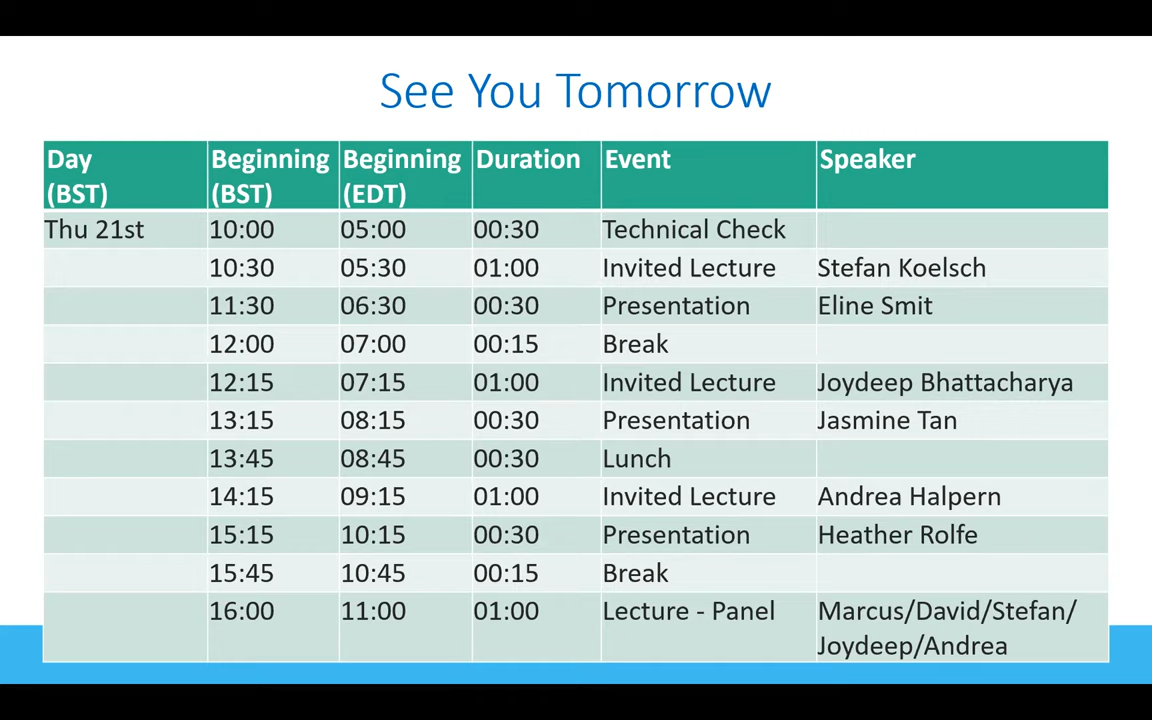 See You Tomorrow
Day (BST) Beginning (BST) Beginning (EDT) Duration Event Speaker
Thu 21st 10:00 05:00 00:30 Technical Check
10:30 05:30 01:00 Invited Lecture Stefan Koelsch
11:30 06:30 00:30 Presentation Eline Smit
12:00 07:00 00:15 Break
12:15 07:15 01:00 Invited Lecture Joydeep Bhattacharya
13:15 08:15 00:30 Presentation Jasmine Tan
13:45 08:45 00:30 Lunch
14:15 09:15 01:00 Invited Lecture Andrea Halpern
15:15 10:15 00:30 Presentation Heather Rolfe
15:45 10:45 00:15 Break
16:00 11:00 01:00 Lecture - Panel Marcus/David/Stefan/
Joydeep/Andrea